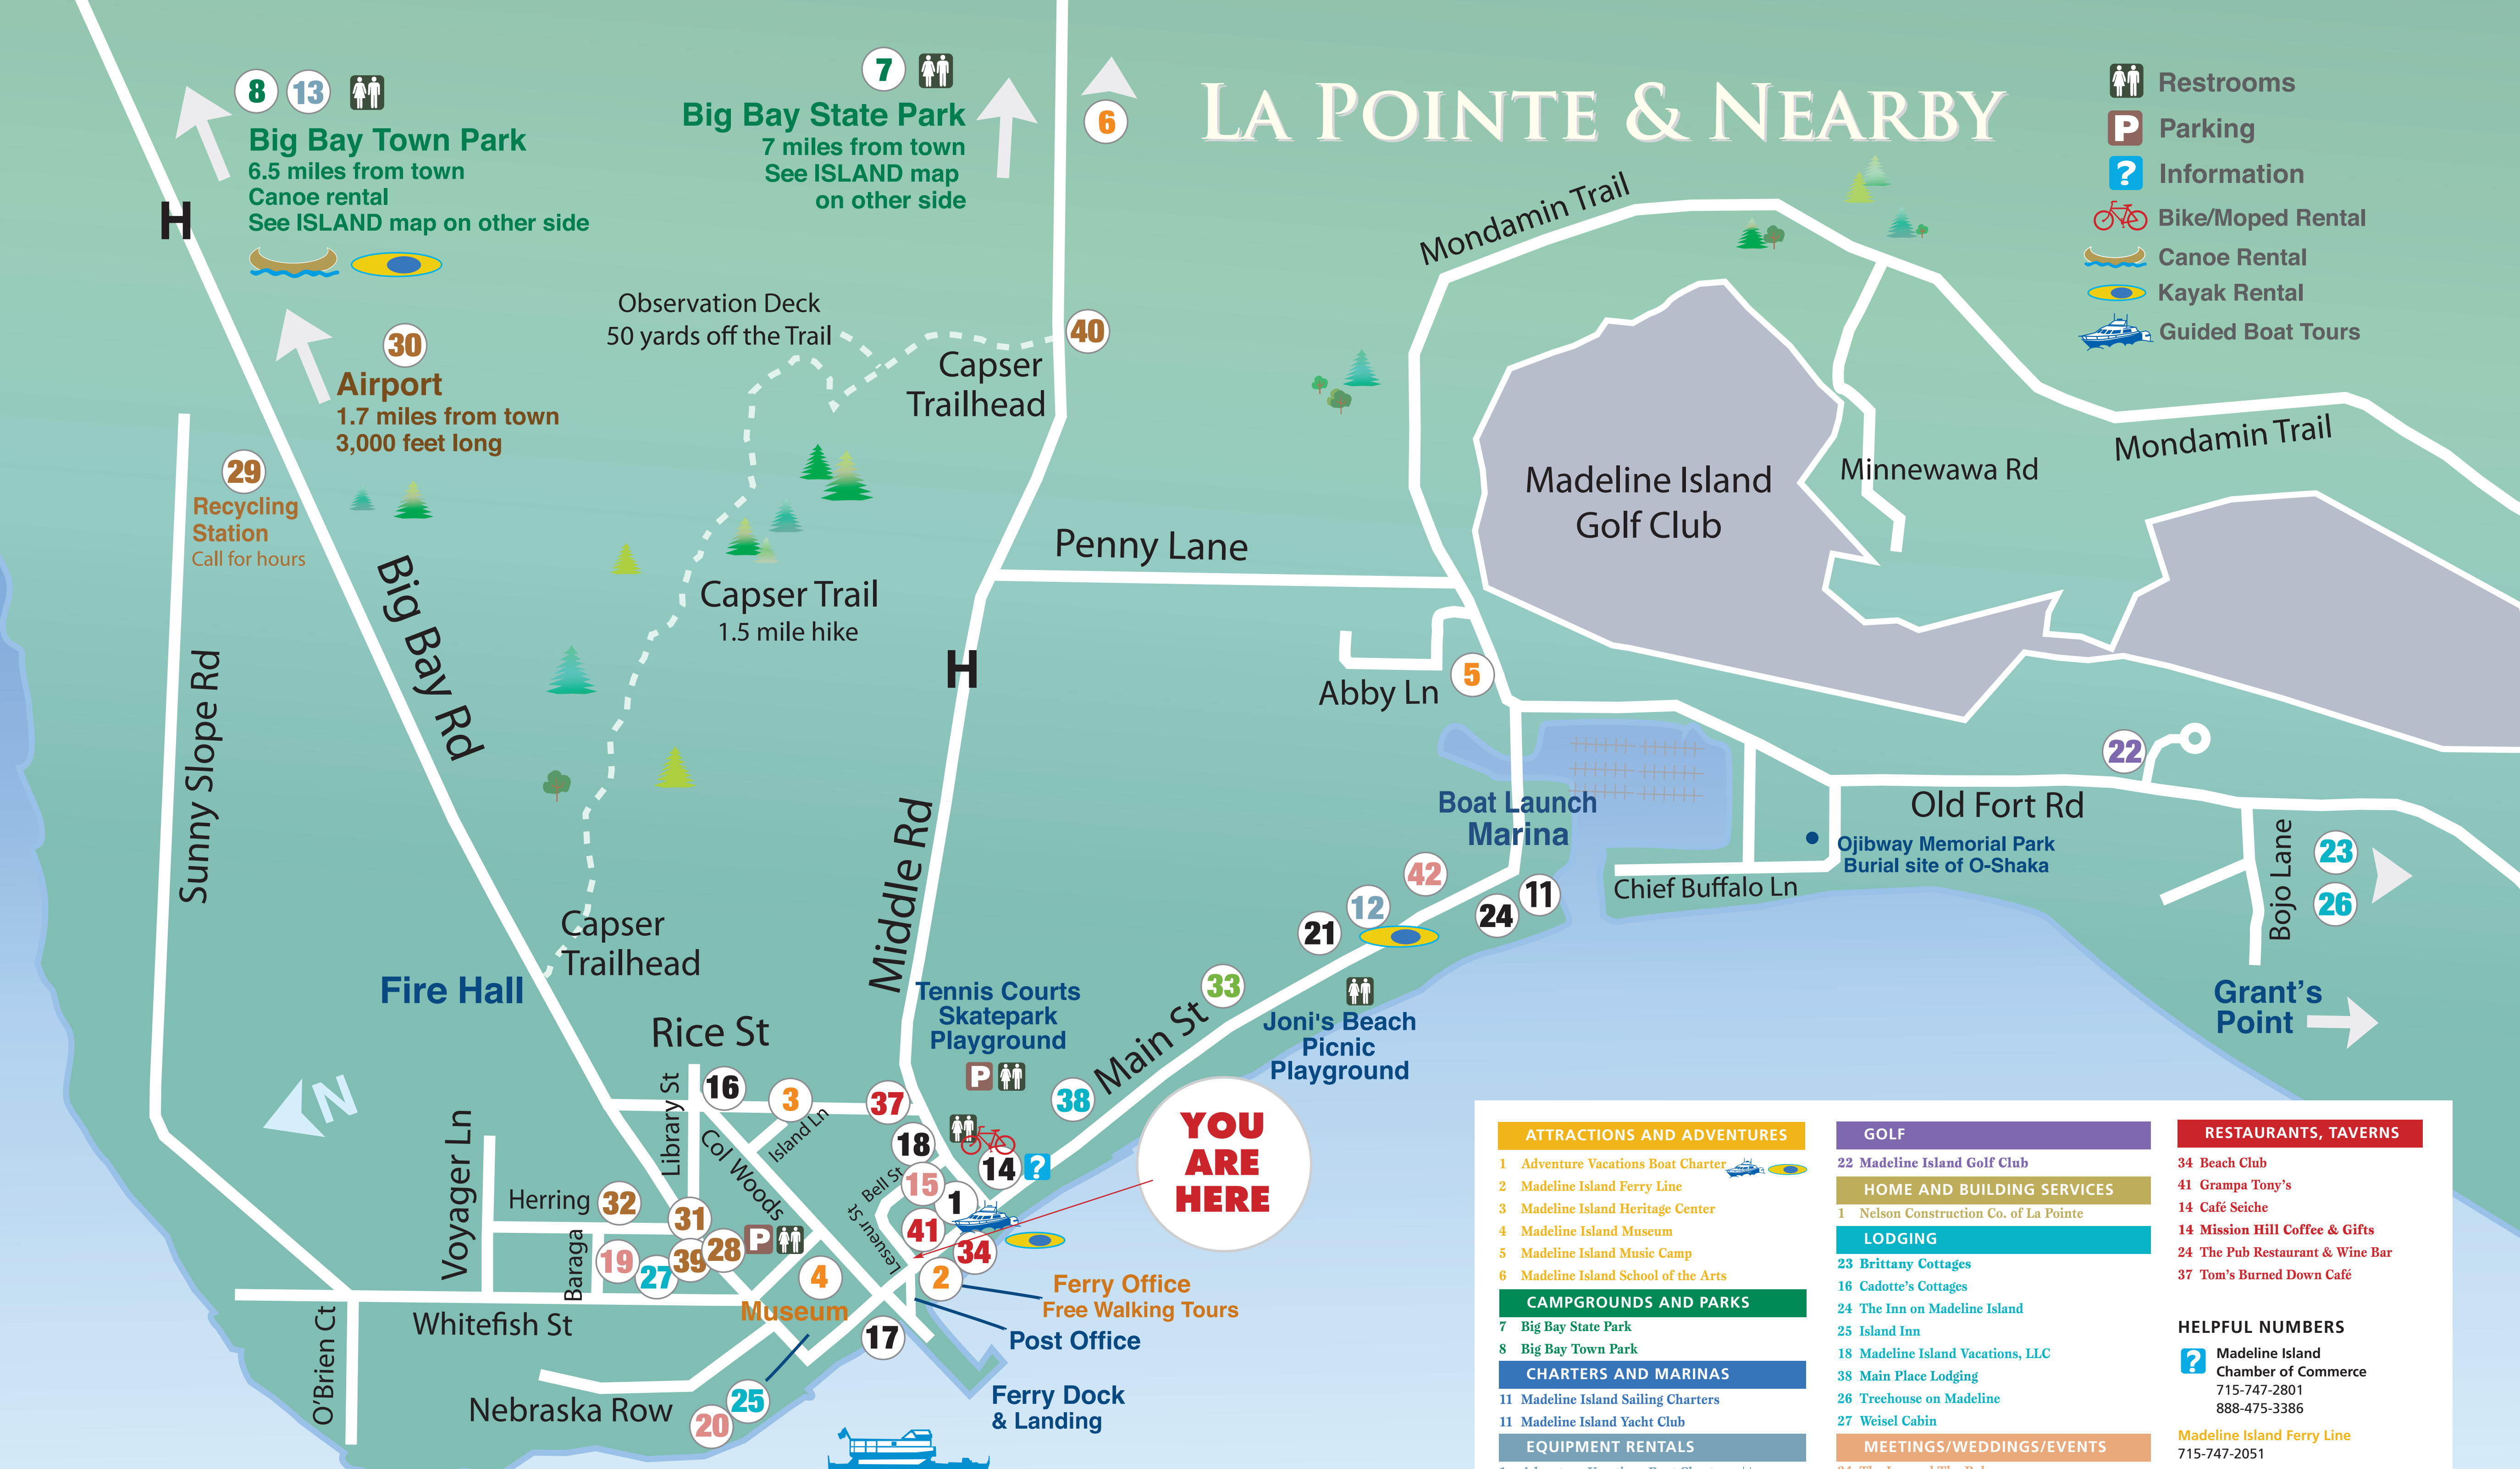 LA POINTE & NEARBY
Restrooms
P Parking
? Information
Bike/Moped Rental
Canoe Rental
Kayak Rental
Guided Boat Tours
8 13
Big Bay Town Park
6.5 miles from town
Canoe rental
See ISLAND map on other side
H
7
Big Bay State Park
7 miles from town
See ISLAND map
on other side
6
30
Airport
1.7 miles from town
3,000 feet long
29
Recycling
Station
Call for hours
Observation Deck
50 yards off the Trail
40
Capser
Trailhead
Mondamin Trail
Mondamin Trail
Minnewawa Rd
Madeline Island
Golf Club
Penny Lane
Capser Trail
1.5 mile hike
Big Bay Rd
Sunny Slope Rd
H
Middle Rd
Abby Ln
5
22
Boat Launch
Marina
Old Fort Rd
Ojibway Memorial Park
Burial site of O-Shaka
Chief Buffalo Ln
Bojo Lane
23
26
Grant's
Point
42
12
21
24
11
33
Main St
Joni's Beach
Picnic
Playground
Capser
Trailhead
Fire Hall
Tennis Courts
Skatepark
Playground
P
Rice St
N
Library St
16
3
37
38
Island Ln
Col Woods
18
14 ?
Bell St
15
1
Lesueur St
41
34
YOU
ARE
HERE
Voyager Ln
Herring
32
31
Baraga
19
27
39
28
P
4
2
Museum
Ferry Office
Free Walking Tours
Post Office
17
Whitefish St
O'Brien Ct
Nebraska Row
25
20
Ferry Dock
& Landing
ATTRACTIONS AND ADVENTURES
1 Adventure Vacations Boat Charter
2 Madeline Island Ferry Line
3 Madeline Island Heritage Center
4 Madeline Island Museum
5 Madeline Island Music Camp
6 Madeline Island School of the Arts
CAMPGROUNDS AND PARKS
7 Big Bay State Park
8 Big Bay Town Park
CHARTERS AND MARINAS
11 Madeline Island Sailing Charters
11 Madeline Island Yacht Club
EQUIPMENT RENTALS
GOLF
22 Madeline Island Golf Club
HOME AND BUILDING SERVICES
1 Nelson Construction Co. of La Pointe
LODGING
23 Brittany Cottages
16 Cadotte's Cottages
24 The Inn on Madeline Island
25 Island Inn
18 Madeline Island Vacations, LLC
38 Main Place Lodging
26 Treehouse on Madeline
27 Weisel Cabin
MEETINGS/WEDDINGS/EVENTS
RESTAURANTS, TAVERNS
34 Beach Club
41 Grampa Tony's
14 Café Seiche
14 Mission Hill Coffee & Gifts
24 The Pub Restaurant & Wine Bar
37 Tom's Burned Down Café
HELPFUL NUMBERS
? Madeline Island
Chamber of Commerce
715-747-2801
888-475-3386
Madeline Island Ferry Line
715-747-2051